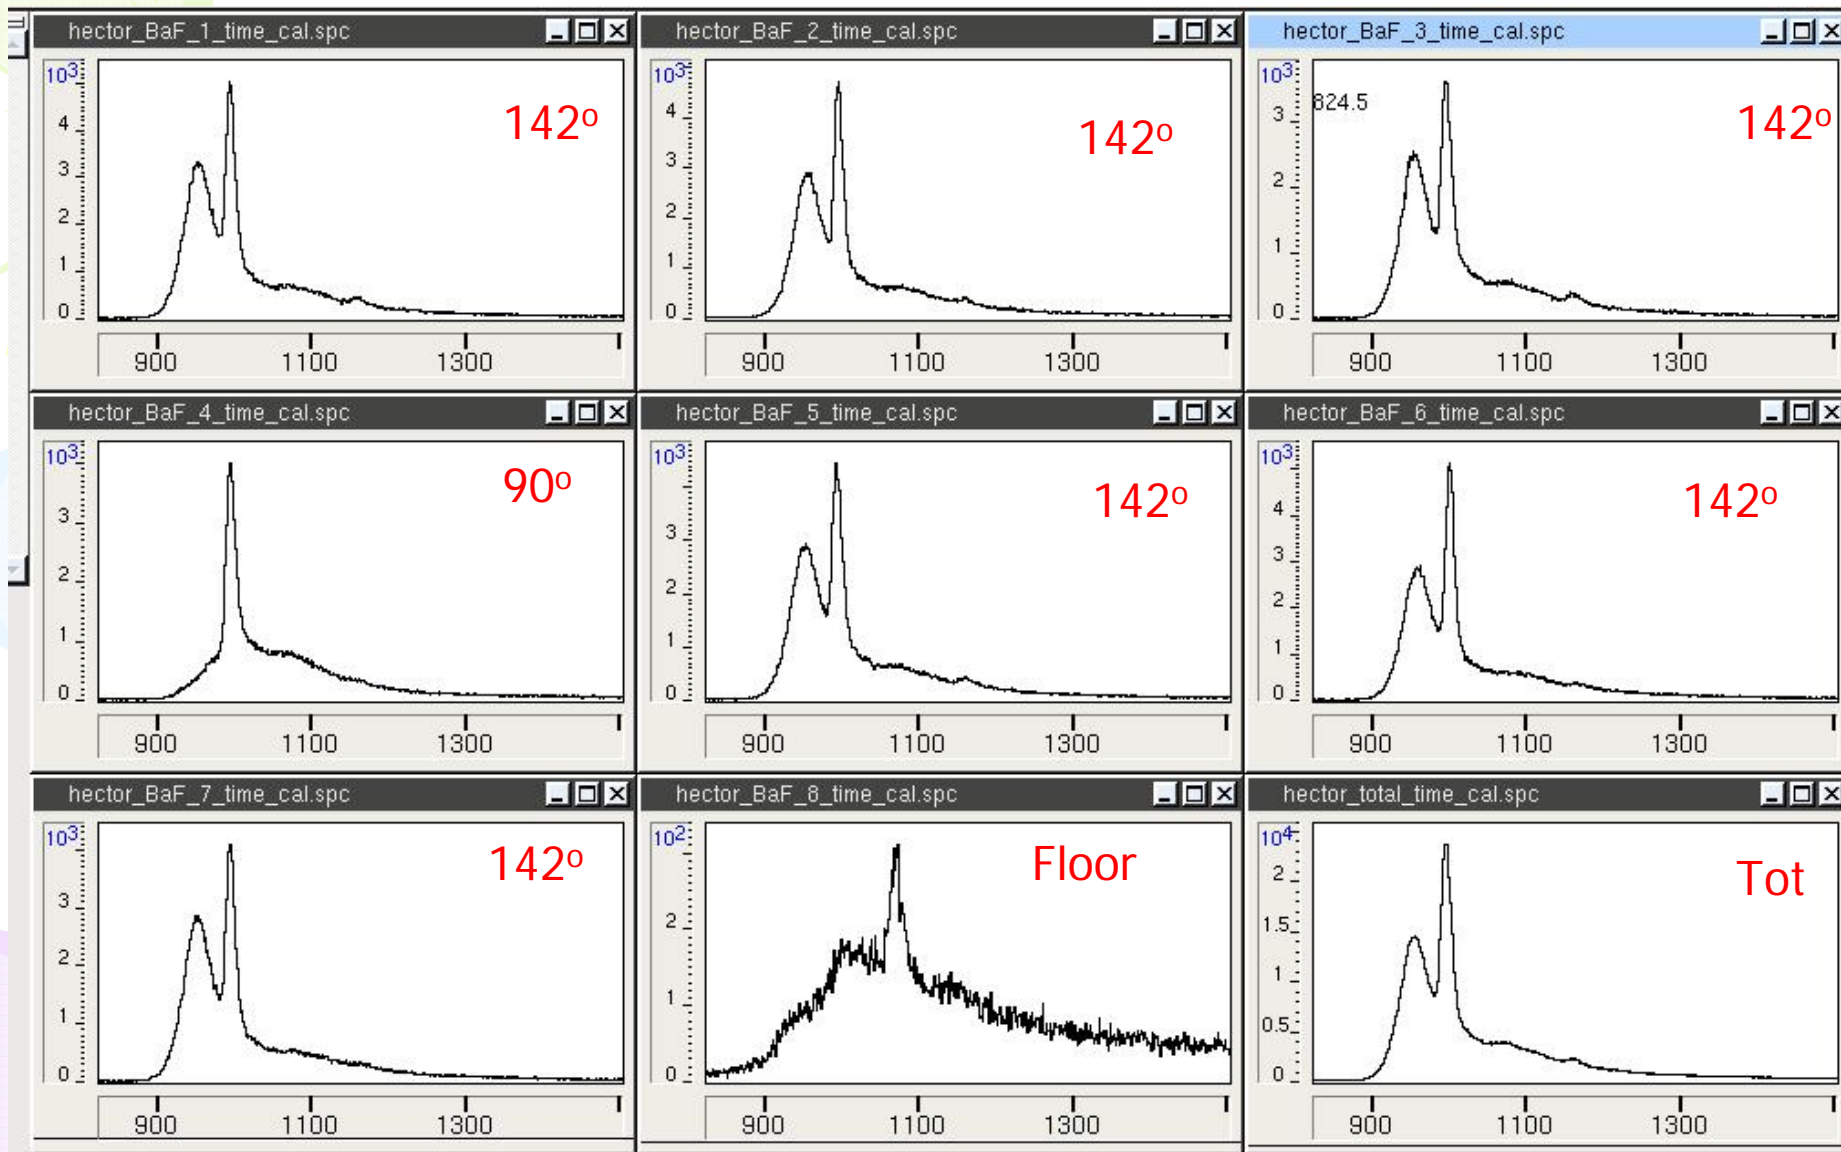 hector_BaF_1_time_cal.spc
10³
4
3
2
1
0
142º
900 1100 1300
hector_BaF_2_time_cal.spc
10³
4
3
2
1
0
142º
900 1100 1300
hector_BaF_3_time_cal.spc
10³
3
2
1
0
824.5
142º
900 1100 1300
hector_BaF_4_time_cal.spc
10³
3
2
1
0
90º
900 1100 1300
hector_BaF_5_time_cal.spc
10³
3
2
1
0
142º
900 1100 1300
hector_BaF_6_time_cal.spc
10³
4
3
2
1
0
142º
900 1100 1300
hector_BaF_7_time_cal.spc
10³
3
2
1
0
142º
900 1100 1300
hector_BaF_8_time_cal.spc
10²
2
1
0
Floor
900 1100 1300
hector_total_time_cal.spc
10⁴
2
1.5
1
0.5
0
Tot
900 1100 1300